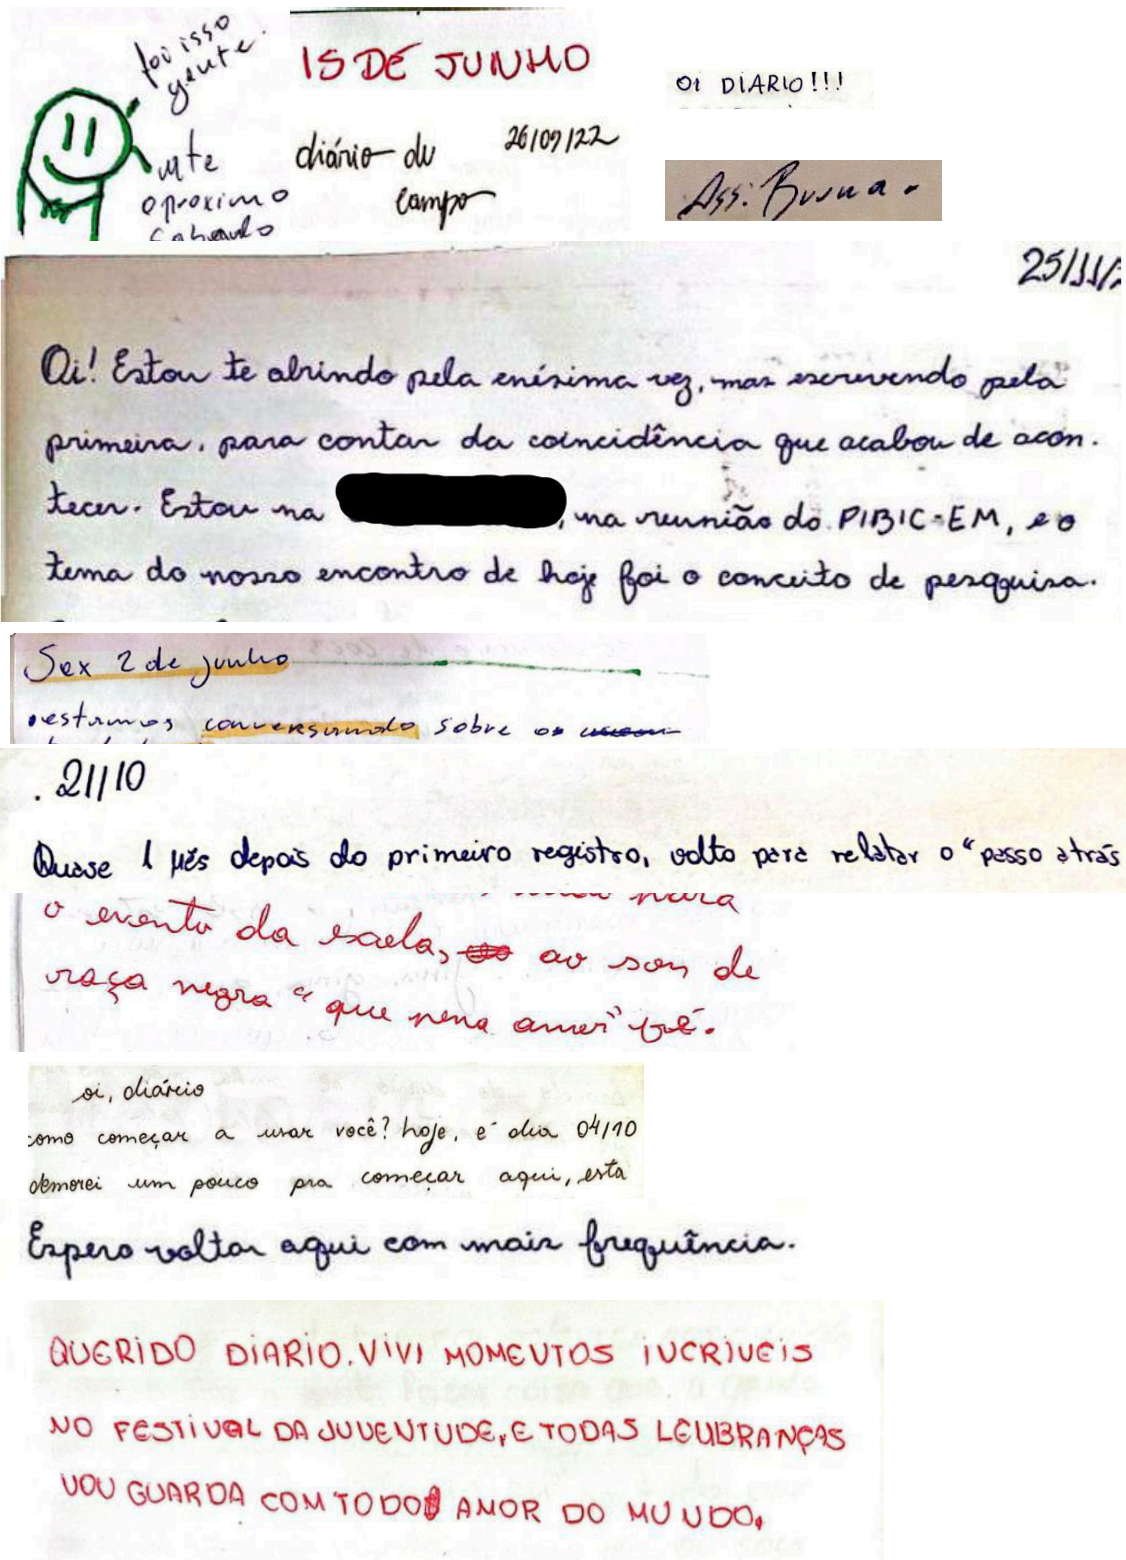 foi isso
gente.
Até
o proximo
sabado
15 DE JUNHO
diário de
campo
26/09/22
Oi DIARIO!!!
Ass: Bruna.
25/11/
Oi! Estou te abrindo pela enésima vez, mas escrevendo pela
primeira, para contar da coincidência que acabou de acon-
tecer. Estou na , na reunião do PIBIC-EM, e o
tema do nosso encontro de hoje foi o conceito de pesquisa.
Sex 2 de junho
• estamos conversando sobre os
. 21/10
Quase 1 mês depois do primeiro registro, volto para relatar o "passo atrás
para
o evento da escola, ao som de
raça negra "que pena amor"
oi, diário
como começar a usar você? hoje, é dia 04/10
demorei um pouco pra começar aqui, esta
Espero voltar aqui com mais frequência.
QUERIDO DIARIO. VIVI MOMENTOS INCRIVEIS
NO FESTIVAL DA JUVENTUDE, E TODAS LEMBRANÇAS
VOU GUARDA COM TODO AMOR DO MUNDO.